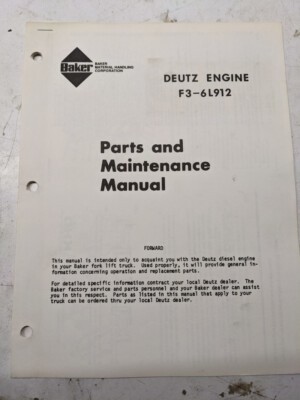 Baker
BAKER
MATERIAL HANDLING
CORPORATION
DEUTZ ENGINE
F3-6L912
Parts and
Maintenance
Manual
FORWARD
This manual is intended only to acquaint you with the Deutz diesel engine
in your Baker fork lift truck. Used properly, it will provide general in-
formation concerning operation and replacement parts.
For detailed specific information contract your local Deutz dealer. The
Baker factory service and parts personnel and your Baker dealer can assist
you in this respect. Parts as listed in this manual that apply to your
truck can be ordered thru your local Deutz dealer.